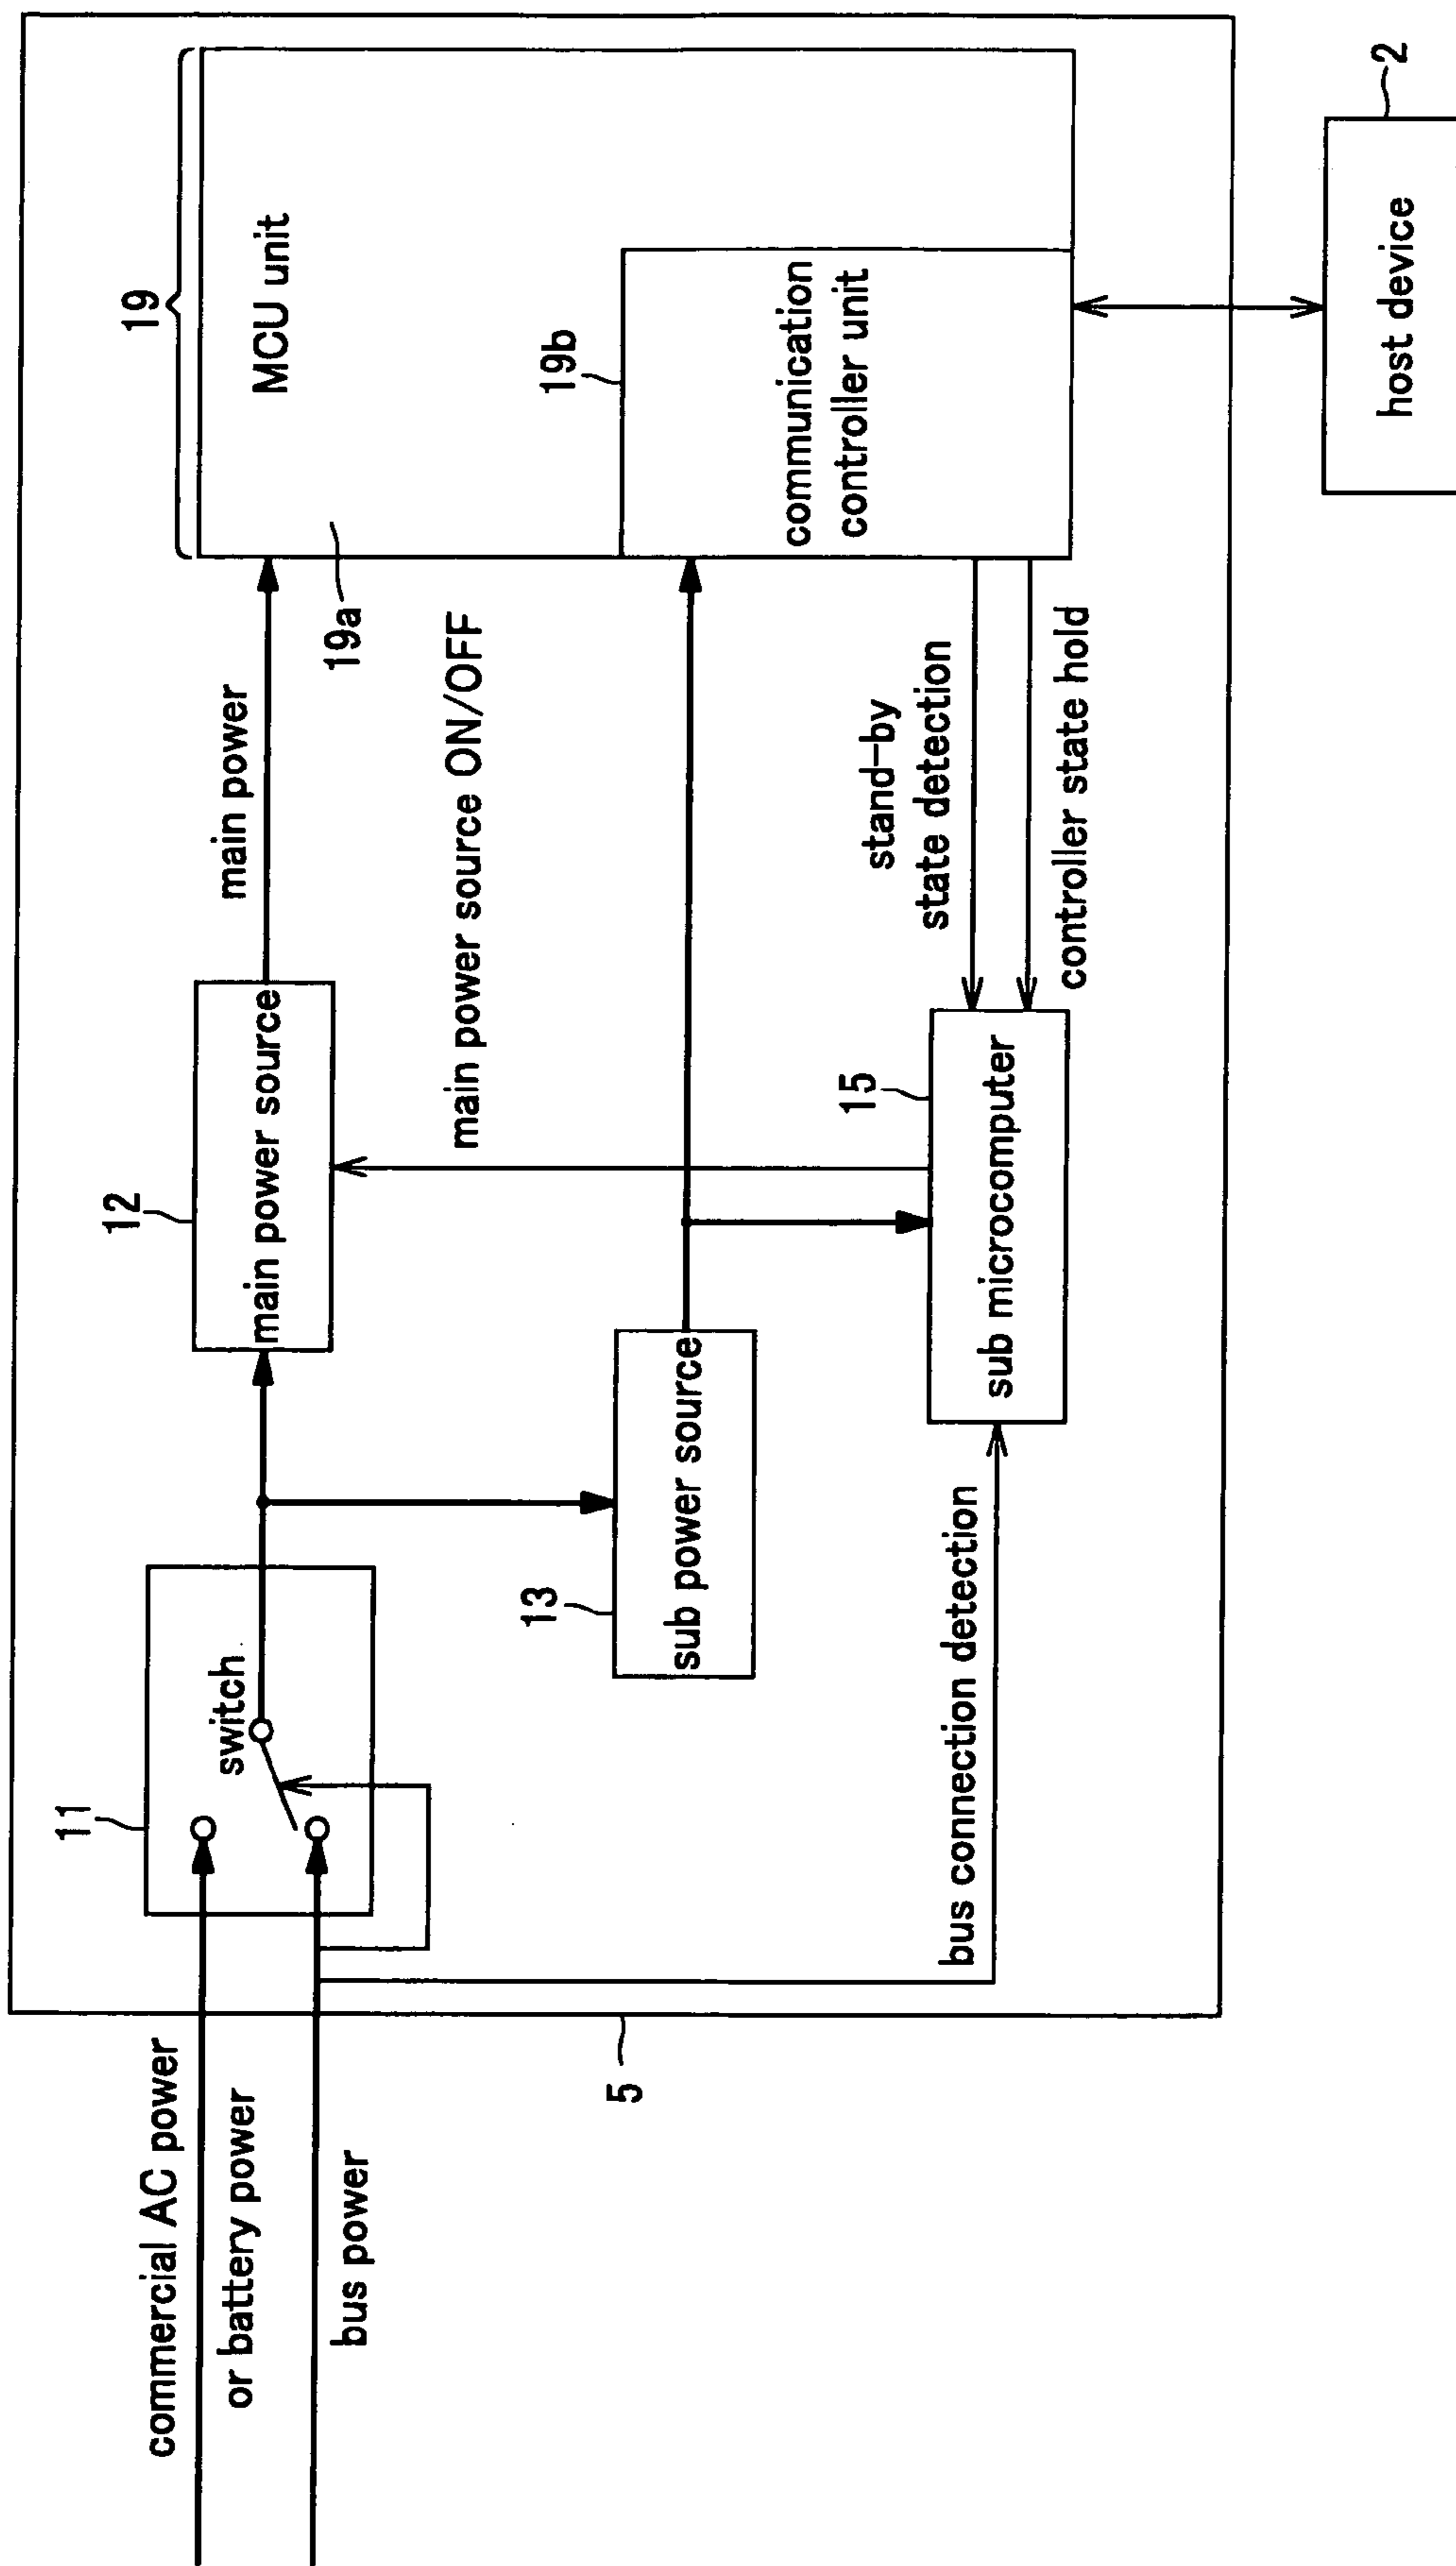 commercial AC power
or battery power
bus power
5
11
switch
12
main power source
main power
19
MCU unit
19a
19b
communication
controller unit
main power source ON/OFF
13
sub power source
15
sub microcomputer
stand-by
state detection
controller state hold
bus connection detection
2
host device